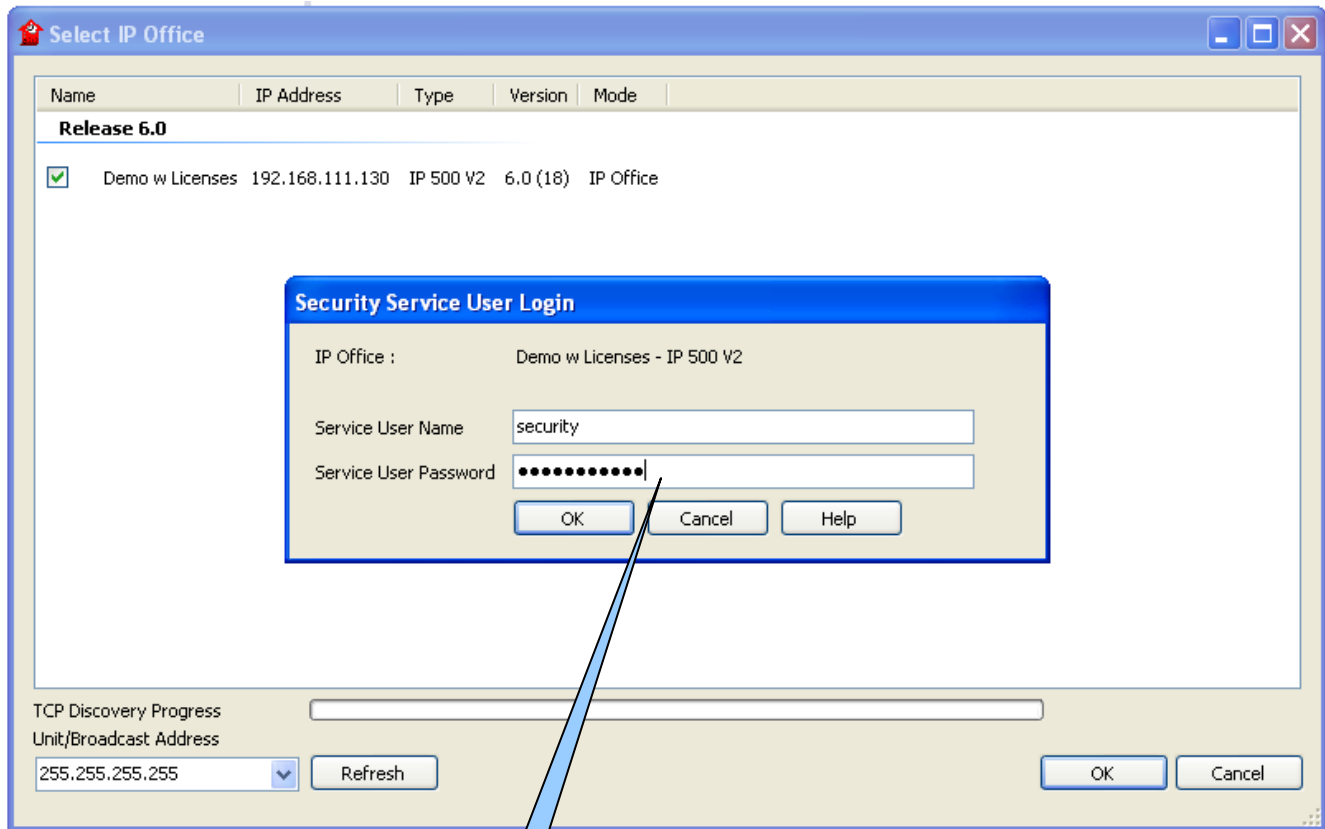 Select IP Office
Name IP Address Type Version Mode
Release 6.0
Demo w Licenses 192.168.111.130 IP 500 V2 6.0 (18) IP Office
Security Service User Login
IP Office : Demo w Licenses - IP 500 V2
Service User Name security
Service User Password ●●●●●●●●●●●
OK Cancel Help
TCP Discovery Progress
Unit/Broadcast Address
255.255.255.255 Refresh OK Cancel